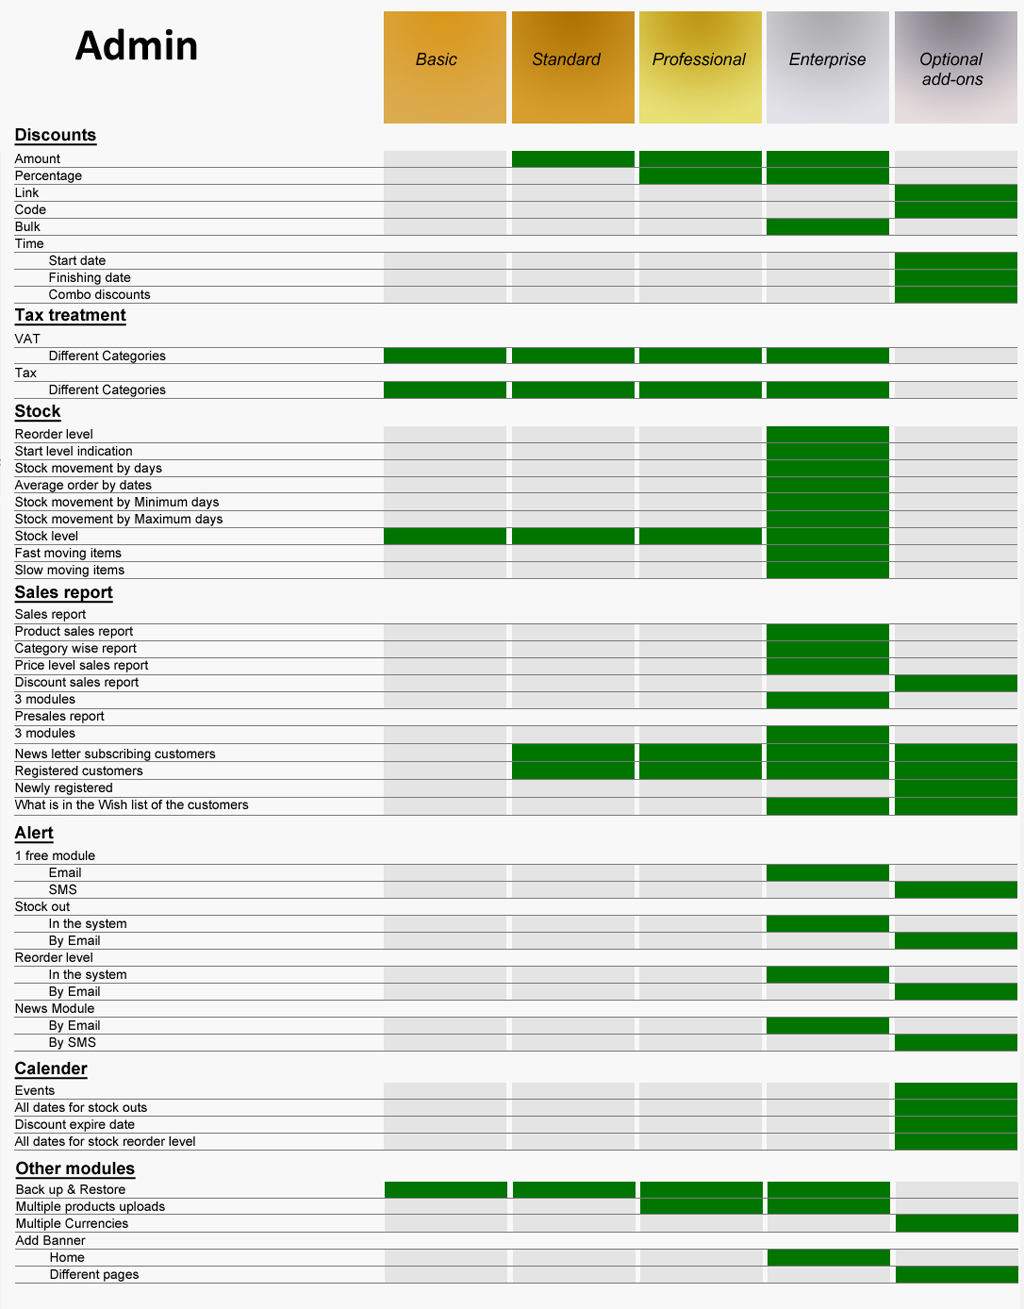 Admin
Basic
Standard
Professional
Enterprise
Optional
add-ons
Discounts
Amount
Percentage
Link
Code
Bulk
Time
Start date
Finishing date
Combo discounts
Tax treatment
VAT
Different Categories
Tax
Different Categories
Stock
Reorder level
Start level indication
Stock movement by days
Average order by dates
Stock movement by Minimum days
Stock movement by Maximum days
Stock level
Fast moving items
Slow moving items
Sales report
Sales report
Product sales report
Category wise report
Price level sales report
Discount sales report
3 modules
Presales report
3 modules
News letter subscribing customers
Registered customers
Newly registered
What is in the Wish list of the customers
Alert
1 free module
Email
SMS
Stock out
In the system
By Email
Reorder level
In the system
By Email
News Module
By Email
By SMS
Calender
Events
All dates for stock outs
Discount expire date
All dates for stock reorder level
Other modules
Back up & Restore
Multiple products uploads
Multiple Currencies
Add Banner
Home
Different pages